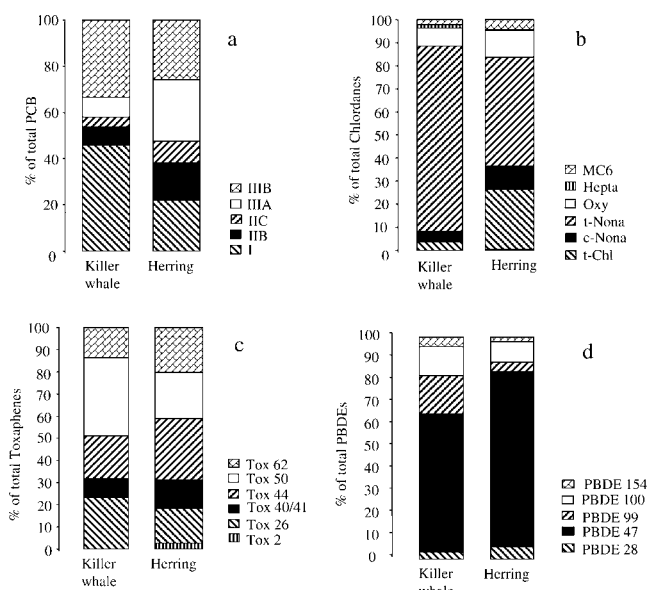 a
% of total PCB
100
80
60
40
20
0
IIIB
IIIA
IIC
IIB
I
Killer whale
Herring
b
% of total Chlordanes
100
90
80
70
60
50
40
30
20
10
0
MC6
Hepta
Oxy
t-Nona
c-Nona
t-Chl
Killer whale
Herring
c
% of total Toxaphenes
100
90
80
70
60
50
40
30
20
10
0
Tox 62
Tox 50
Tox 44
Tox 40/41
Tox 26
Tox 2
Killer whale
Herring
d
% of total PBDEs
100
90
80
70
60
50
40
30
20
10
0
PBDE 154
PBDE 100
PBDE 99
PBDE 47
PBDE 28
Killer whale
Herring